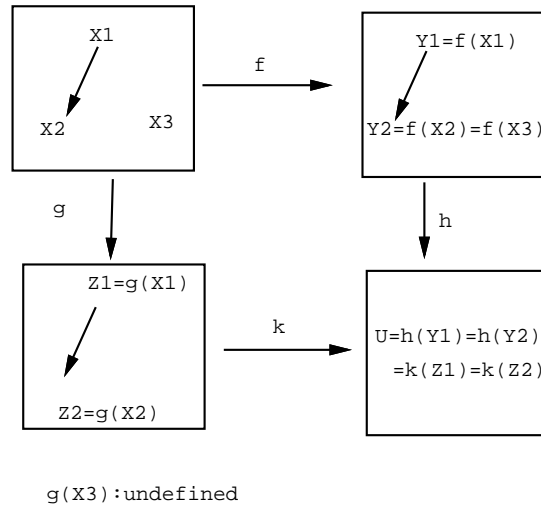 X1
X2
X3
f
Y1=f(X1)
Y2=f(X2)=f(X3)
g
h
Z1=g(X1)
Z2=g(X2)
k
U=h(Y1)=h(Y2)
=k(Z1)=k(Z2)
g(X3):undefined